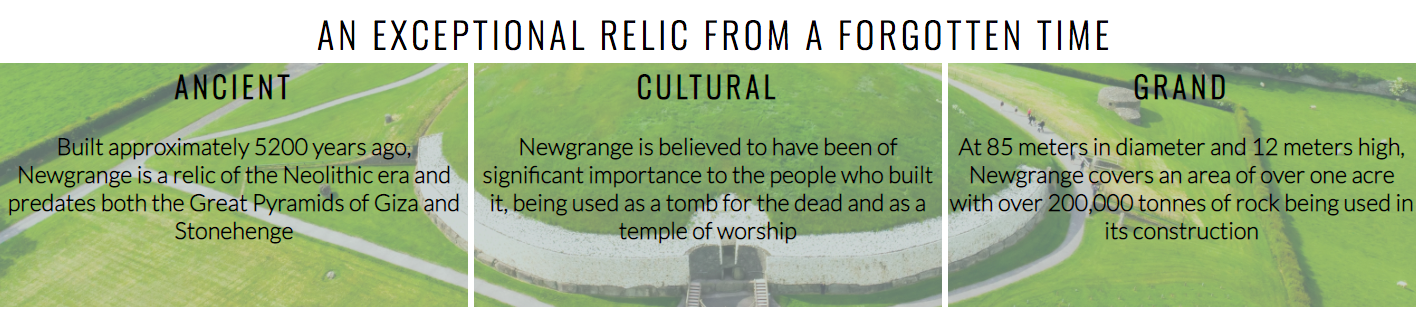 AN EXCEPTIONAL RELIC FROM A FORGOTTEN TIME
ANCIENT
Built approximately 5200 years ago,
Newgrange is a relic of the Neolithic era and
predates both the Great Pyramids of Giza and
Stonehenge
CULTURAL
Newgrange is believed to have been of
significant importance to the people who built
it, being used as a tomb for the dead and as a
temple of worship
GRAND
At 85 meters in diameter and 12 meters high,
Newgrange covers an area of over one acre
with over 200,000 tonnes of rock being used in
its construction